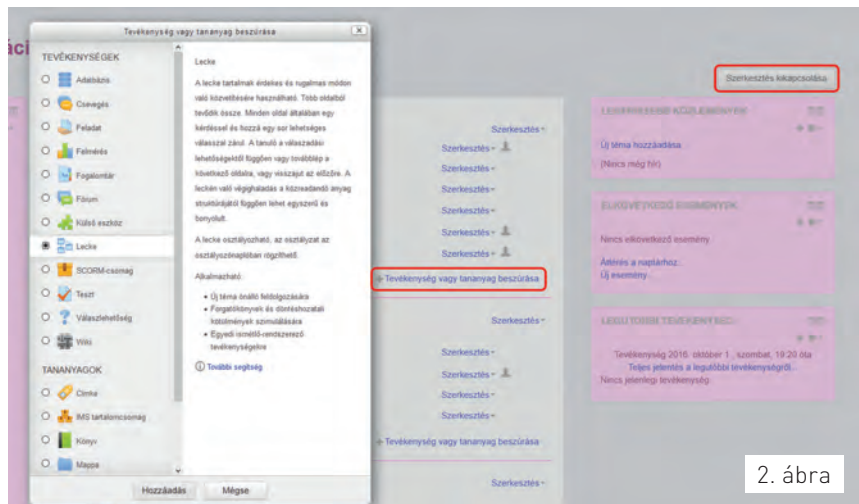 áci
Tevékenység vagy tananyag beszúrása
TEVÉKENYSÉGEK
Adatbázis
Csevegés
Feladat
Felmérés
Fogalomtár
Fórum
Külső eszköz
Lecke
SCORM-csomag
Teszt
Válaszlehetőség
Wiki
TANANYAGOK
Címke
IMS tartalomcsomag
Könyv
Mappa
Lecke
A lecke tartalmak érdekes és rugalmas módon
való közvetítésére használható. Több oldalból
tevődik össze. Minden oldal általában egy
kérdéssel és hozzá egy sor lehetséges
válasszal zárul. A tanuló a válaszadási
lehetőségektől függően vagy továbblép a
következő oldalra, vagy visszajut az előzőre. A
leckén való végighaladás a közreadandó anyag
struktúrájától függően lehet egyszerű és
bonyolult.
A lecke osztályozható, az osztályzat az
osztályozónaplóban rögzíthető.
Alkalmazható:
Új téma önálló feldolgozására
Forgatókönyvek és döntéshozatali
körülmények szimulálására
Egyedi ismétlő-rendszerező
tevékenységekre
További segítség
Hozzáadás
Mégse
Szerkesztés
Szerkesztés
Szerkesztés
Szerkesztés
Szerkesztés
Szerkesztés
+ Tevékenység vagy tananyag beszúrása
Szerkesztés
Szerkesztés
Szerkesztés
Szerkesztés
Szerkesztés
+ Tevékenység vagy tananyag beszúrása
Szerkesztés
Szerkesztés kikapcsolása
LEGFRISSEBB KÖZLEMÉNYEK
Új téma hozzáadása
(Nincs még hír)
ELKÖVETKEZŐ ESEMÉNYEK
Nincs elkövetkező esemény
Áttérés a naptárhoz...
Új esemény...
LEGUTÓBBI TEVÉKENYSÉG
Tevékenység 2016. október 1., szombat, 19:20 óta
Teljes jelentés a legutóbbi tevékenységről...
Nincs jelenlegi tevékenység.
2. ábra